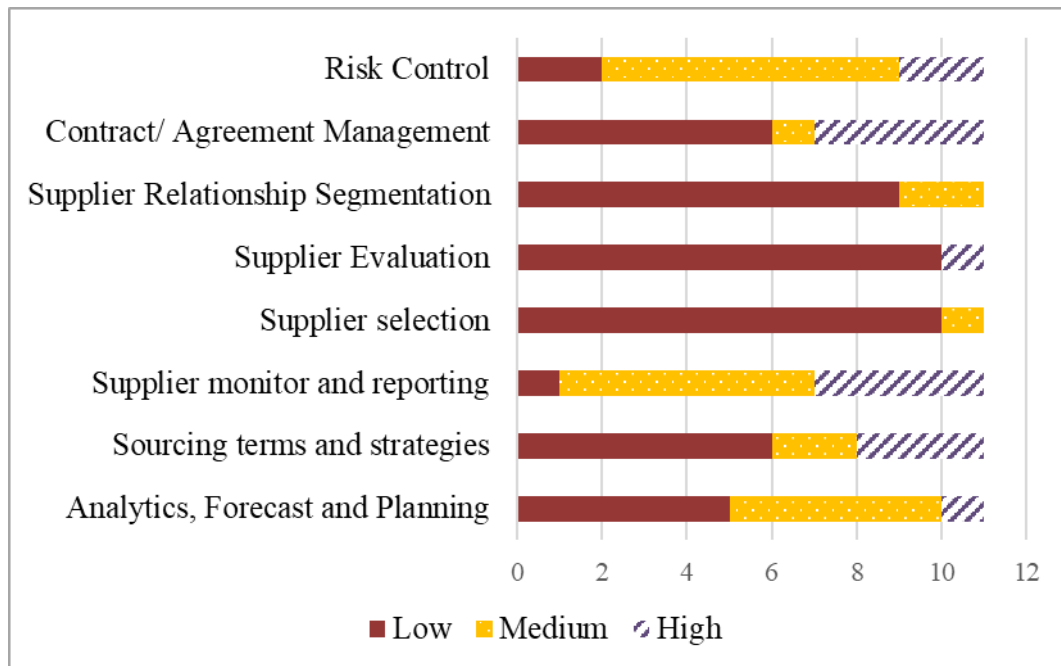 Risk Control
Contract/ Agreement Management
Supplier Relationship Segmentation
Supplier Evaluation
Supplier selection
Supplier monitor and reporting
Sourcing terms and strategies
Analytics, Forecast and Planning
0 2 4 6 8 10 12
Low Medium High